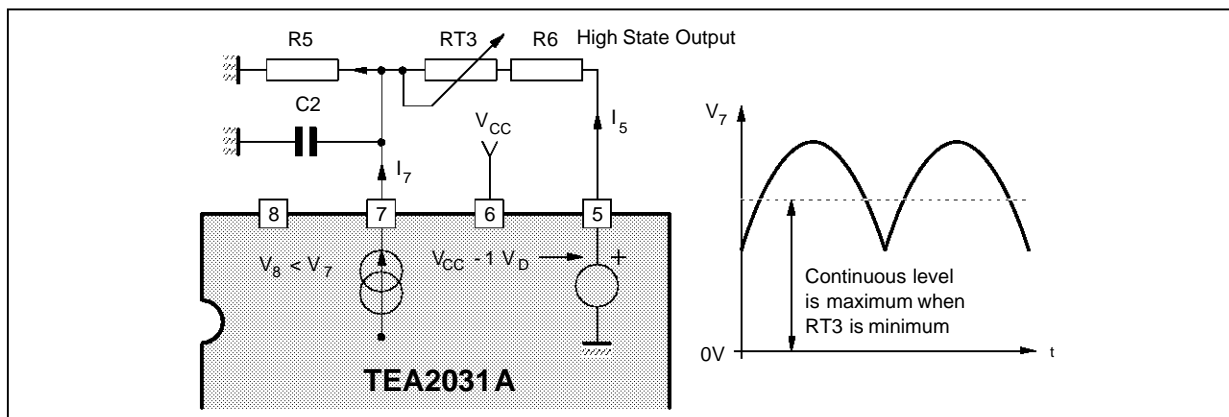 R5
RT3
R6
High State Output
C2
VCC
I5
I7
8
7
6
5
V8 < V7
VCC - 1 VD
+
TEA2031A
V7
Continuous level
is maximum when
RT3 is minimum
0V
t